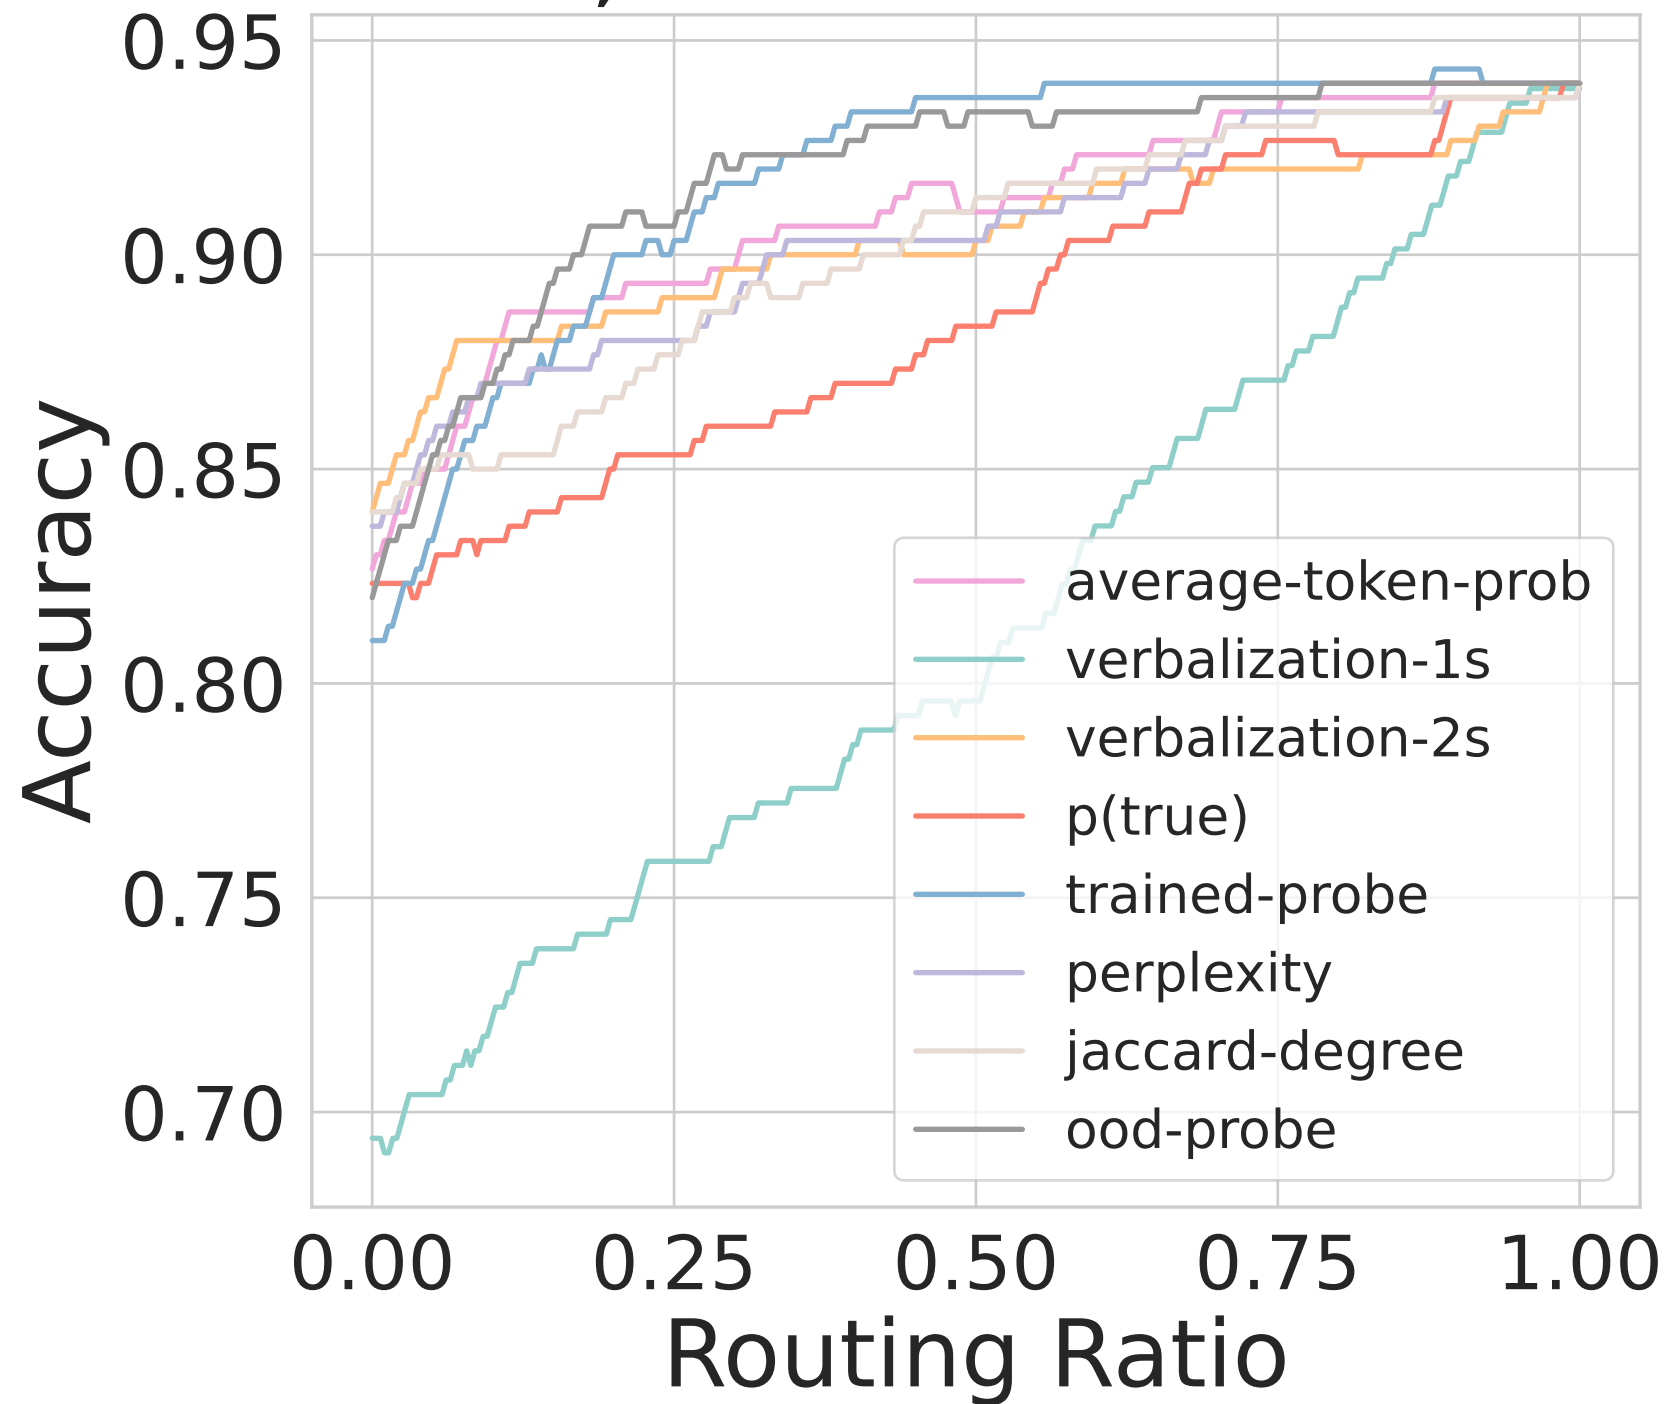 0.95
0.90
0.85
0.80
0.75
0.70
Accuracy
average-token-prob
verbalization-1s
verbalization-2s
p(true)
trained-probe
perplexity
jaccard-degree
ood-probe
0.00 0.25 0.50 0.75 1.00
Routing Ratio